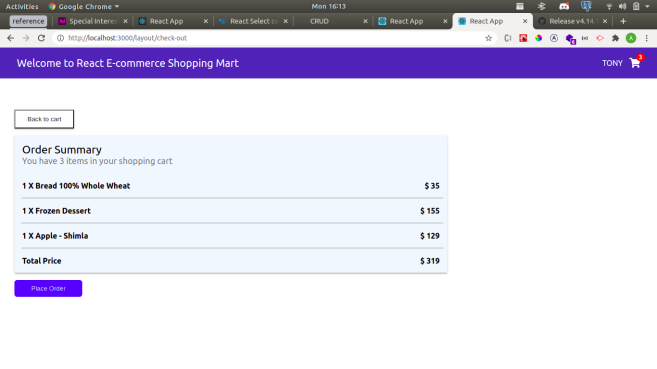 Activities
Google Chrome
Mon 16:13
reference
Special Interes
React App
React Select co
CRUD
React App
React App
Release v4.14.
http://localhost:3000/layout/check-out
Welcome to React E-commerce Shopping Mart
TONY
3
Back to cart
Order Summary
You have 3 items in your shopping cart
1 X Bread 100% Whole Wheat $ 35
1 X Frozen Dessert $ 155
1 X Apple - Shimla $ 129
Total Price $ 319
Place Order